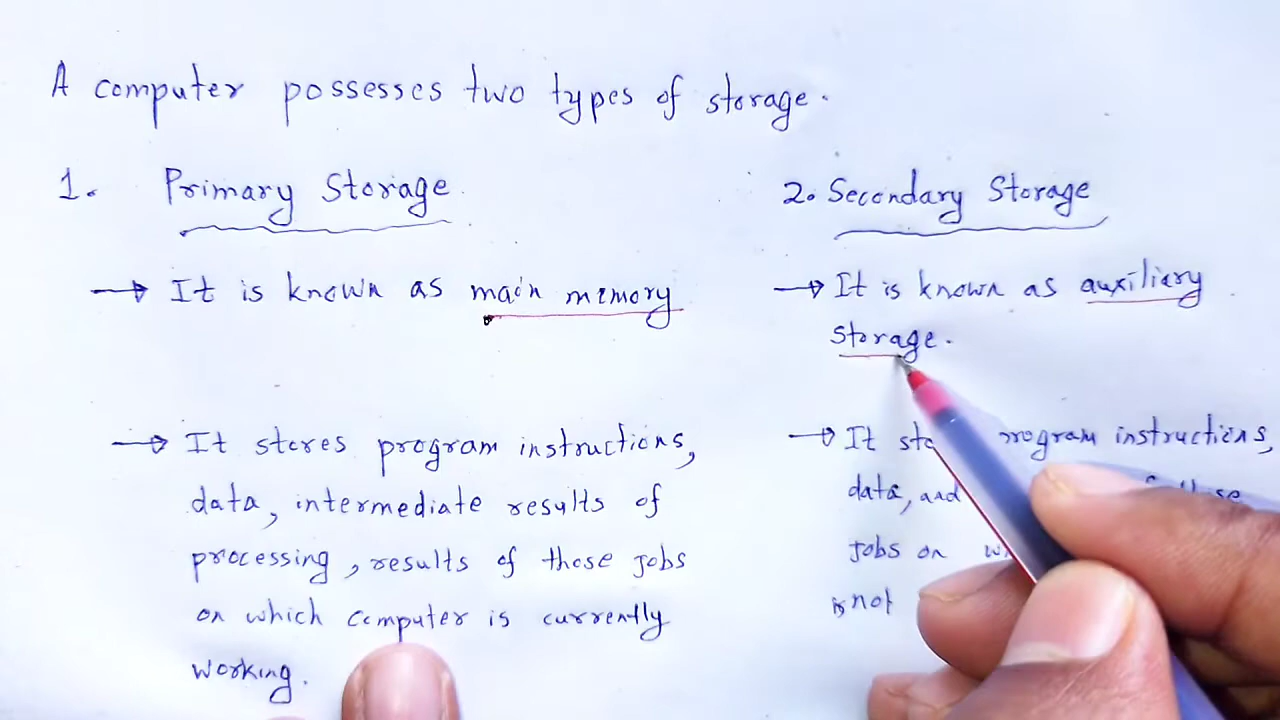 A computer possesses two types of storage.
1. Primary Storage
→ It is known as main memory
→ It stores program instructions,
data, intermediate results of
processing, results of those jobs
on which computer is currently
working.
2. Secondary Storage
→ It is known as auxiliary
storage.
→ It instructions,
data, and
jobs on
is not